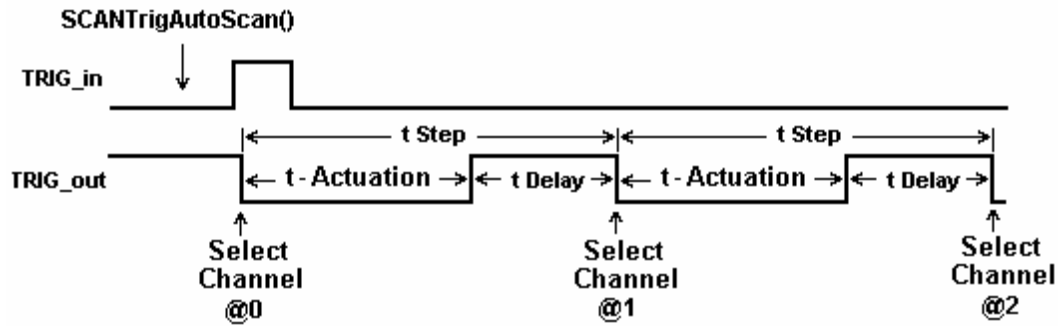 SCANTrigAutoScan()
TRIG_in
t Step
t Step
TRIG_out
t - Actuation
t Delay
t - Actuation
t Delay
Select
Channel
@0
Select
Channel
@1
Select
Channel
@2